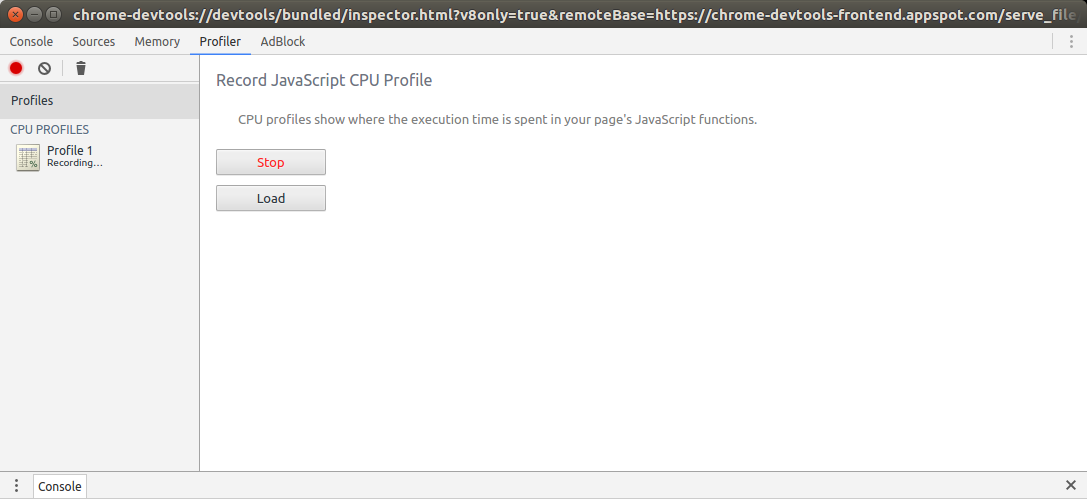 chrome-devtools://devtools/bundled/inspector.html?v8only=true&remoteBase=https://chrome-devtools-frontend.appspot.com/serve_file
Console Sources Memory Profiler AdBlock
Profiles
CPU PROFILES
Profile 1
Recording...
Record JavaScript CPU Profile
CPU profiles show where the execution time is spent in your page's JavaScript functions.
Stop
Load
Console